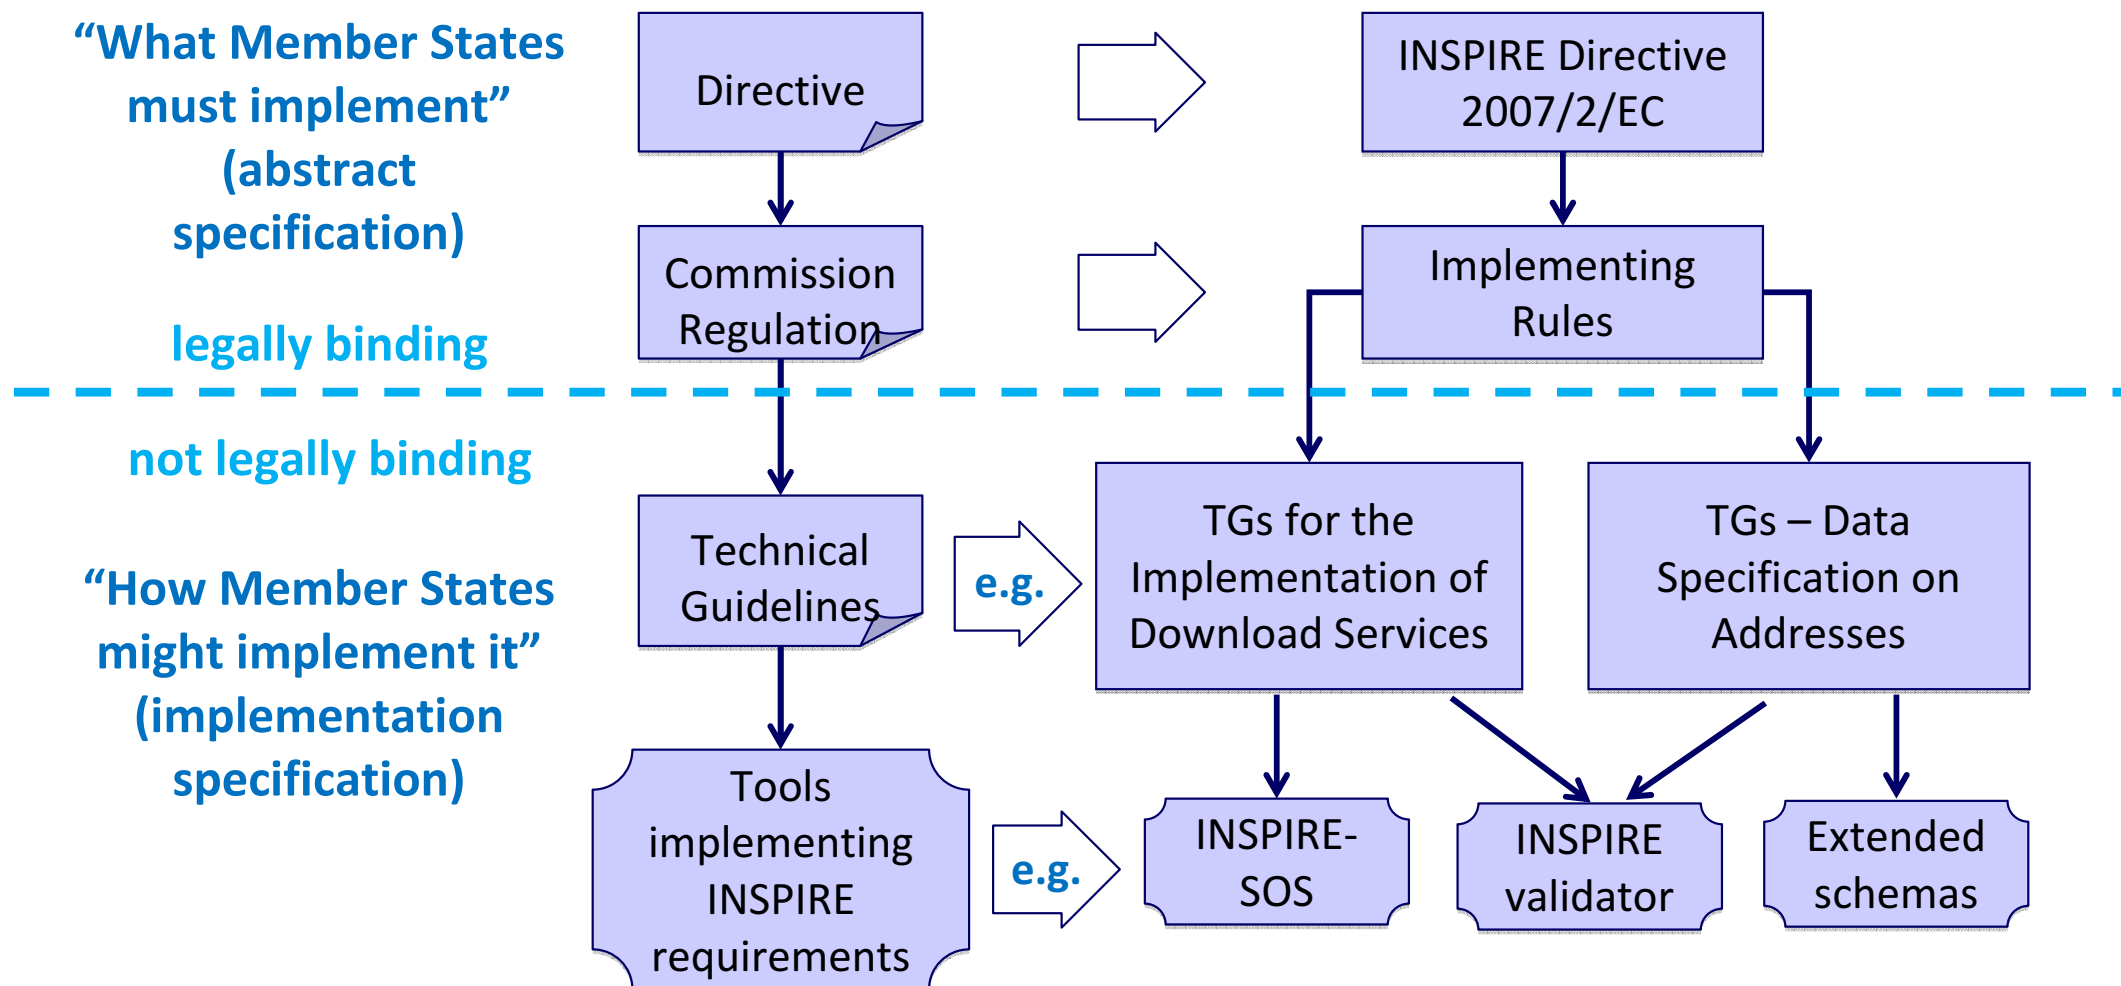 “What Member States
must implement”
(abstract
specification)
legally binding
not legally binding
“How Member States
might implement it”
(implementation
specification)
Directive
Commission
Regulation
Technical
Guidelines
Tools
implementing
INSPIRE
requirements
e.g.
e.g.
INSPIRE Directive
2007/2/EC
Implementing
Rules
TGs for the
Implementation of
Download Services
TGs – Data
Specification on
Addresses
INSPIRE-
SOS
INSPIRE
validator
Extended
schemas